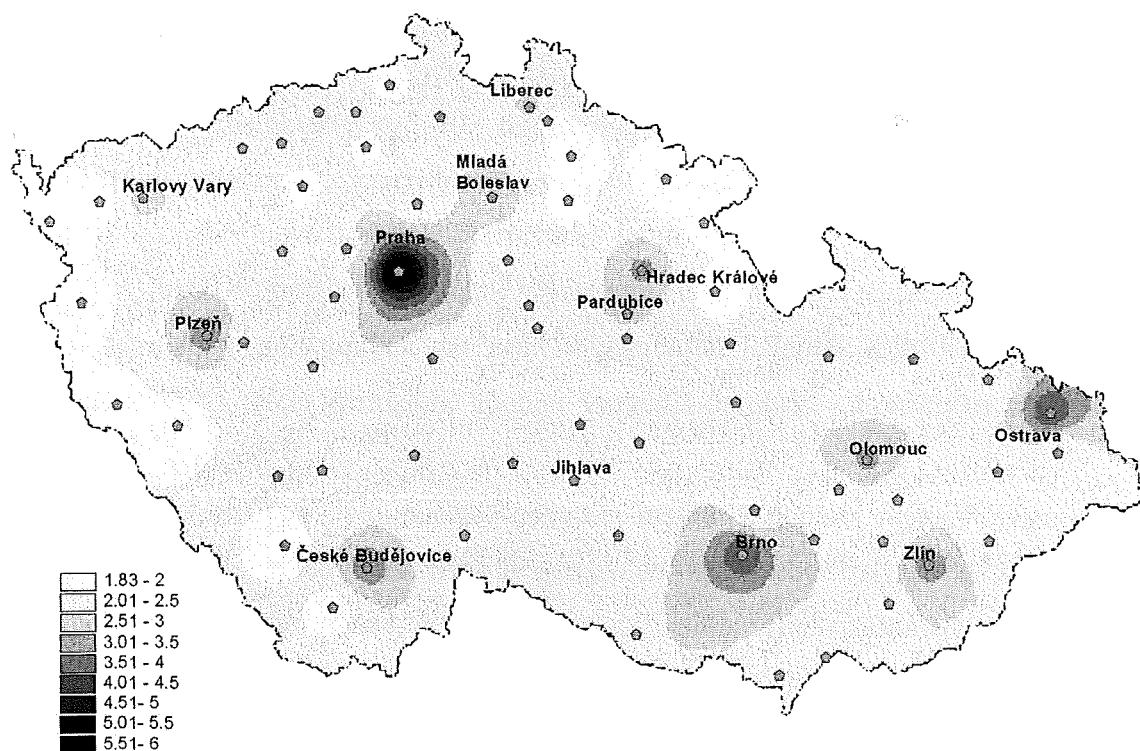 Liberec
Mladá
Boleslav
Karlovy Vary
Praha
Hradec Králové
Pardubice
Plzeň
Ostrava
Olomouc
Jihlava
Brno
Zlín
České Budějovice
1.83 - 2
2.01 - 2.5
2.51 - 3
3.01 - 3.5
3.51 - 4
4.01 - 4.5
4.51- 5
5.01- 5.5
5.51- 6